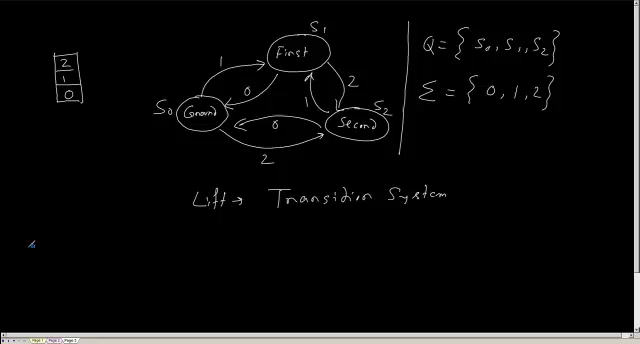 2
1
0
S1
First
1
0
2
1
S0
Ground
0
S2
Second
2
Q = { S0, S1, S2 }
Σ = { 0, 1, 2 }
Lift → Transition System
Page 1 Page 2 Page 3